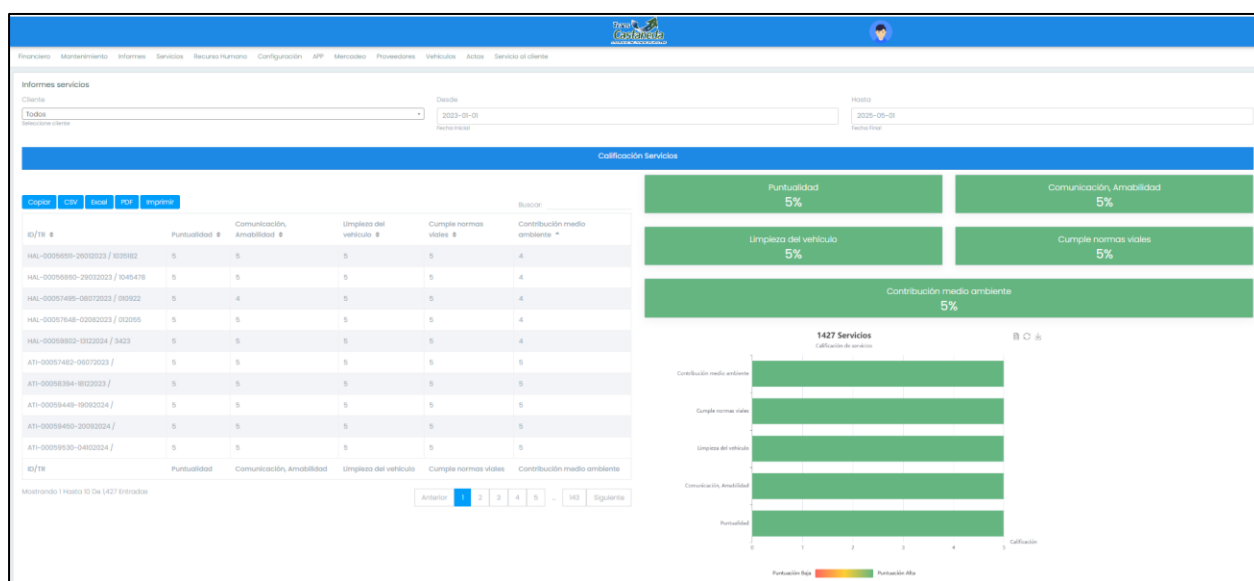 Trans
Castañeda
Financiero Mantenimiento Informes Servicios Recurso Humano Configuración APP Mercadeo Proveedores Vehículos Actas Servicio al cliente
Informes servicios
Cliente
Todos
Seleccione cliente
Desde
2023-01-01
Fecha Inicial
Hasta
2025-05-01
Fecha Final
Calificación Servicios
Copiar CSV Excel PDF Imprimir
Buscar:
ID/TR Puntualidad Comunicación, Amabilidad Limpieza del vehículo Cumple normas viales Contribución medio ambiente
HAL-00056511-26012023 / 1035182 5 5 5 5 4
HAL-00056960-29032023 / 1045478 5 5 5 5 4
HAL-00057495-08072023 / 010922 5 4 5 5 4
HAL-00057648-02082023 / 012055 5 5 5 5 4
HAL-00059802-13122024 / 3423 5 5 5 5 4
ATI-00057482-06072023 / 5 5 5 5 5
ATI-00058394-16122023 / 5 5 5 5 5
ATI-00059449-19092024 / 5 5 5 5 5
ATI-00059450-20092024 / 5 5 5 5 5
ATI-00059530-04102024 / 5 5 5 5 5
ID/TR Puntualidad Comunicación, Amabilidad Limpieza del vehículo Cumple normas viales Contribución medio ambiente
Mostrando 1 Hasta 10 De 1,427 Entradas
Anterior 1 2 3 4 5 … 143 Siguiente
Puntualidad
5%
Comunicación, Amabilidad
5%
Limpieza del vehículo
5%
Cumple normas viales
5%
Contribución medio ambiente
5%
1427 Servicios
Calificación de servicios
Contribución medio ambiente
Cumple normas viales
Limpieza del vehículo
Comunicación, Amabilidad
Puntualidad
0 1 2 3 4 5
Calificación
Puntuación Baja Puntuación Alta